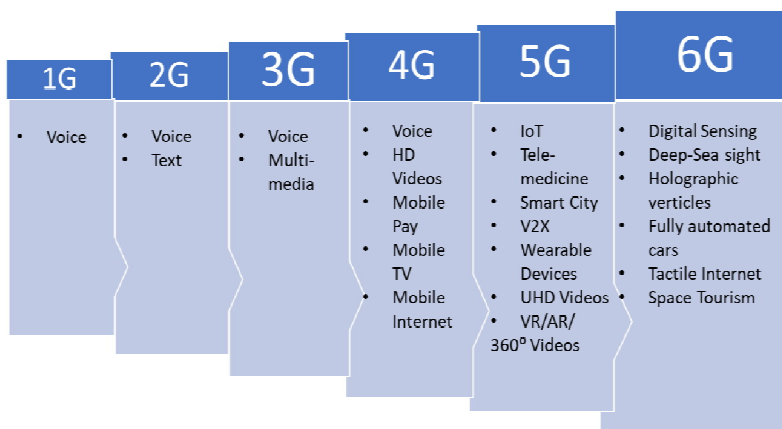 1G
• Voice
2G
• Voice
• Text
3G
• Voice
• Multi-
media
4G
• Voice
• HD
Videos
• Mobile
Pay
• Mobile
TV
• Mobile
Internet
5G
• IoT
• Tele-
medicine
• Smart City
• V2X
• Wearable
Devices
• UHD Videos
• VR/AR/
360⁰ Videos
6G
• Digital Sensing
• Deep-Sea sight
• Holographic
verticles
• Fully automated
cars
• Tactile Internet
• Space Tourism